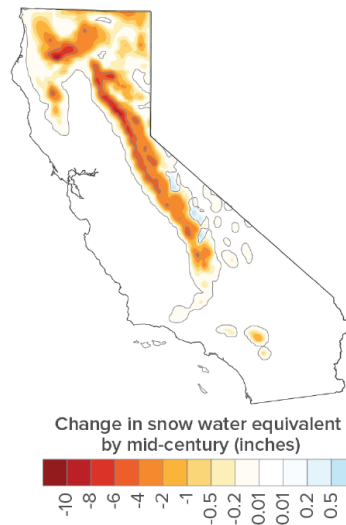 Change in snow water equivalent
by mid-century (inches)
-10 -8 -6 -4 -2 -1 -0.5 -0.2 0.01 0.01 0.2 0.5